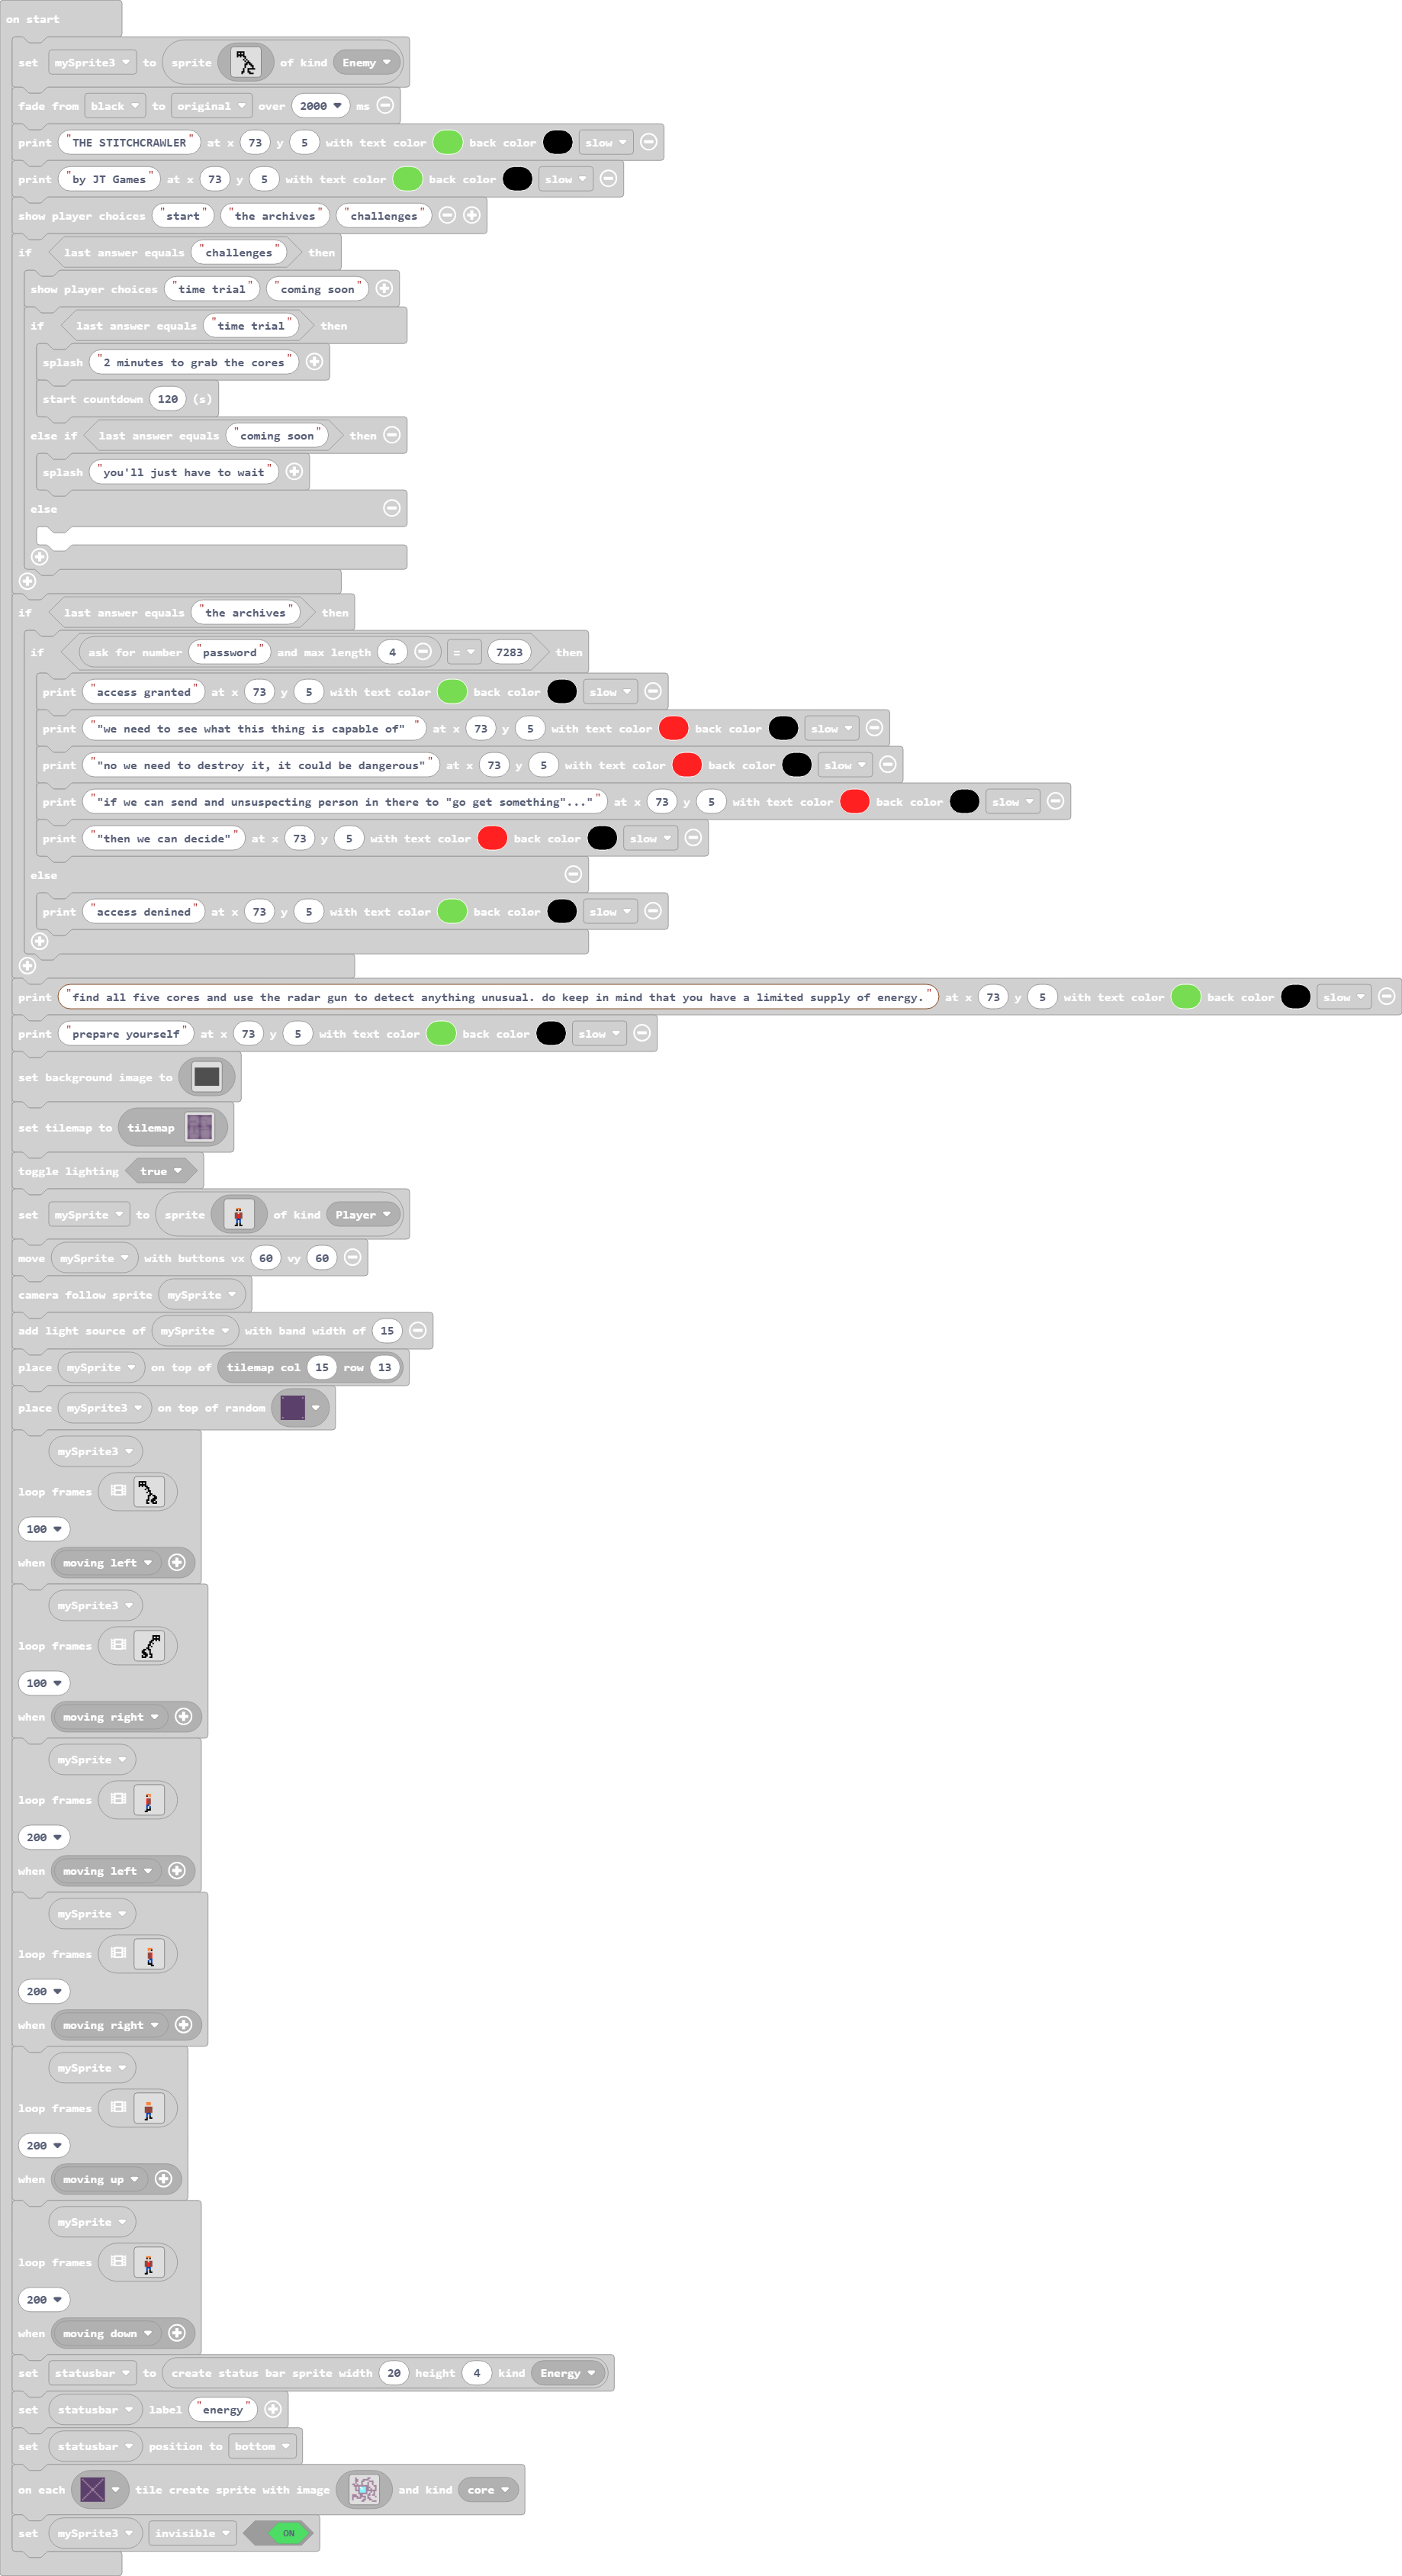 on start
set mySprite3 to sprite of kind Enemy
fade from black to original over 2000 ms
print "THE STITCHCRAWLER" at x 73 y 5 with text color back color slow
print "by JT Games" at x 73 y 5 with text color back color slow
show player choices "start" "the archives" "challenges"
if last answer equals "challenges" then
show player choices "time trial" "coming soon"
if last answer equals "time trial" then
splash "2 minutes to grab the cores"
start countdown 120 (s)
else if last answer equals "coming soon" then
splash "you'll just have to wait"
else
if last answer equals "the archives" then
if ask for number "password" and max length 4 = 7283 then
print "access granted" at x 73 y 5 with text color back color slow
print ""we need to see what this thing is capable of" " at x 73 y 5 with text color back color slow
print ""no we need to destroy it, it could be dangerous"" at x 73 y 5 with text color back color slow
print ""if we can send and unsuspecting person in there to "go get something"..."" at x 73 y 5 with text color back color slow
print ""then we can decide"" at x 73 y 5 with text color back color slow
else
print "access denined" at x 73 y 5 with text color back color slow
print "find all five cores and use the radar gun to detect anything unusual. do keep in mind that you have a limited supply of energy." at x 73 y 5 with text color back color slow
print "prepare yourself" at x 73 y 5 with text color back color slow
set background image to
set tilemap to tilemap
toggle lighting true
set mySprite to sprite of kind Player
move mySprite with buttons vx 60 vy 60
camera follow sprite mySprite
add light source of mySprite with band width of 15
place mySprite on top of tilemap col 15 row 13
place mySprite3 on top of random
mySprite3
loop frames
100
when moving left
mySprite3
loop frames
100
when moving right
mySprite
loop frames
200
when moving left
mySprite
loop frames
200
when moving right
mySprite
loop frames
200
when moving up
mySprite
loop frames
200
when moving down
set statusbar to create status bar sprite width 20 height 4 kind Energy
set statusbar label "energy"
set statusbar position to bottom
on each tile create sprite with image and kind core
set mySprite3 invisible ON